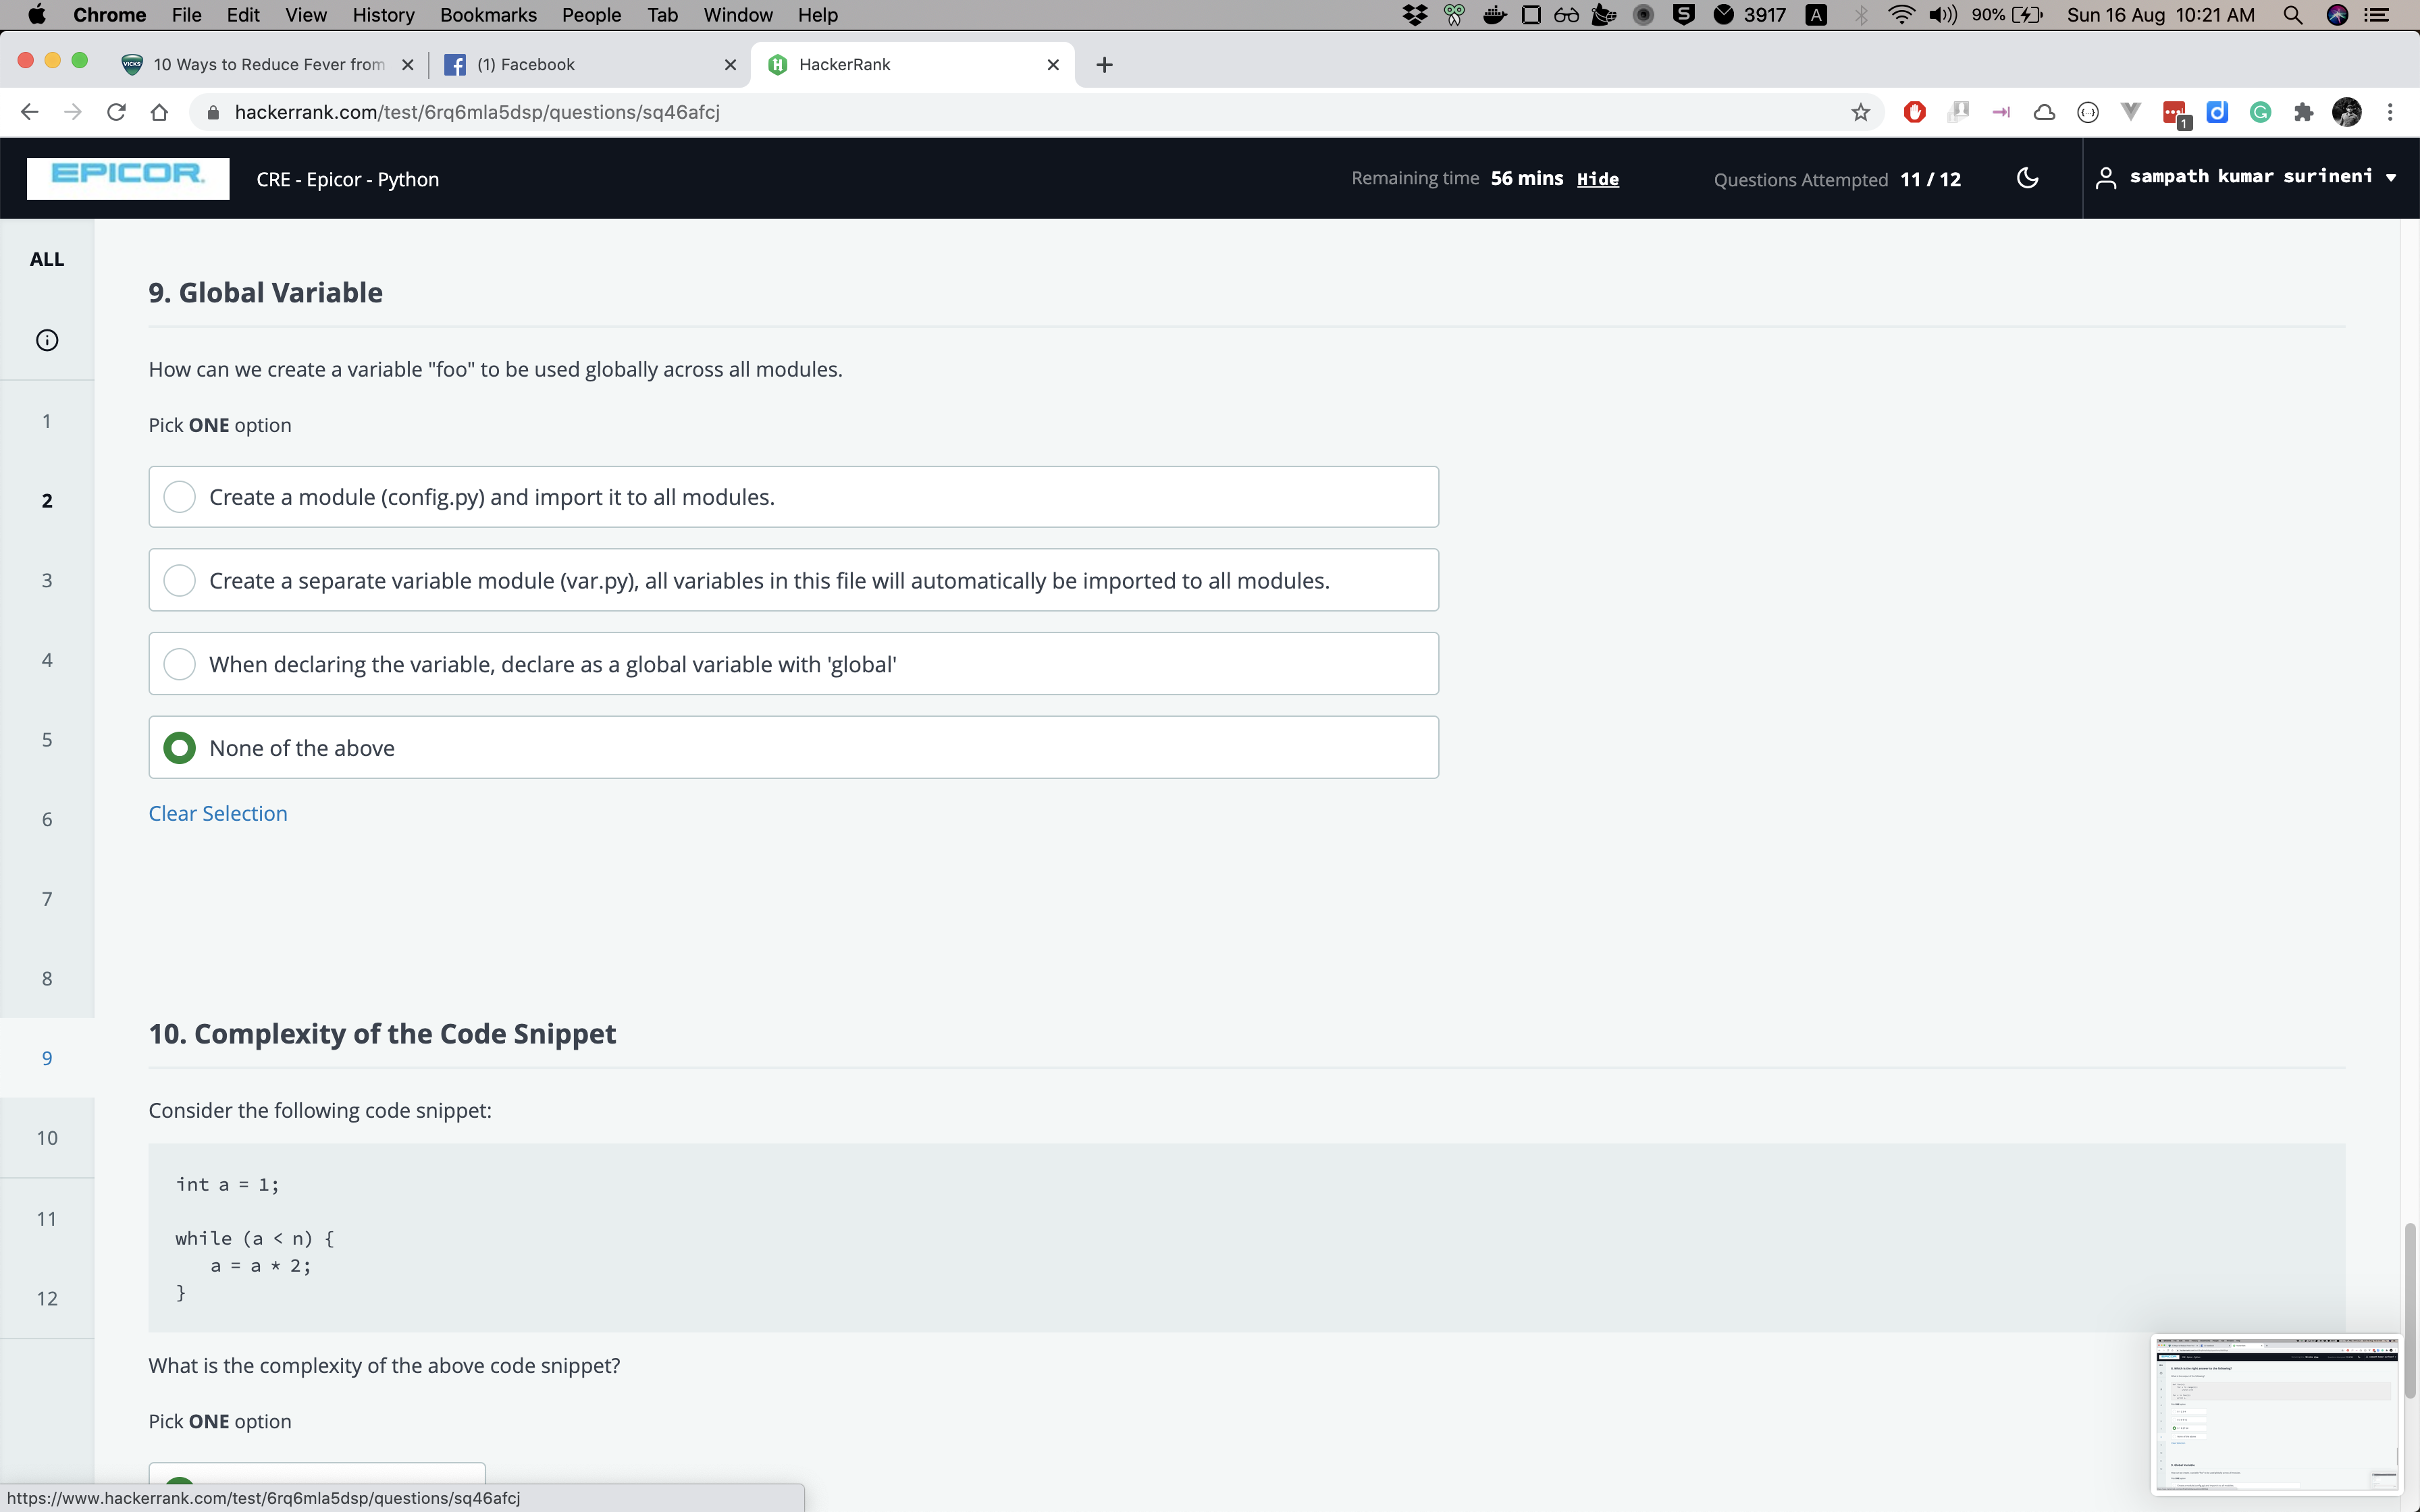 Chrome File Edit View History Bookmarks People Tab Window Help 3917 90% Sun 16 Aug 10:21 AM
VICKS 10 Ways to Reduce Fever from (1) Facebook HackerRank
hackerrank.com/test/6rq6mla5dsp/questions/sq46afcj
EPICOR. CRE - Epicor - Python Remaining time 56 mins Hide Questions Attempted 11 / 12 sampath kumar surineni
ALL
9. Global Variable
How can we create a variable "foo" to be used globally across all modules.
1
Pick ONE option
2
Create a module (config.py) and import it to all modules.
3
Create a separate variable module (var.py), all variables in this file will automatically be imported to all modules.
4
When declaring the variable, declare as a global variable with 'global'
5
None of the above
6
Clear Selection
7
8
10. Complexity of the Code Snippet
9
Consider the following code snippet:
10
int a = 1;
11
while (a < n) {
a = a * 2;
12
}
What is the complexity of the above code snippet?
Pick ONE option
https://www.hackerrank.com/test/6rq6mla5dsp/questions/sq46afcj